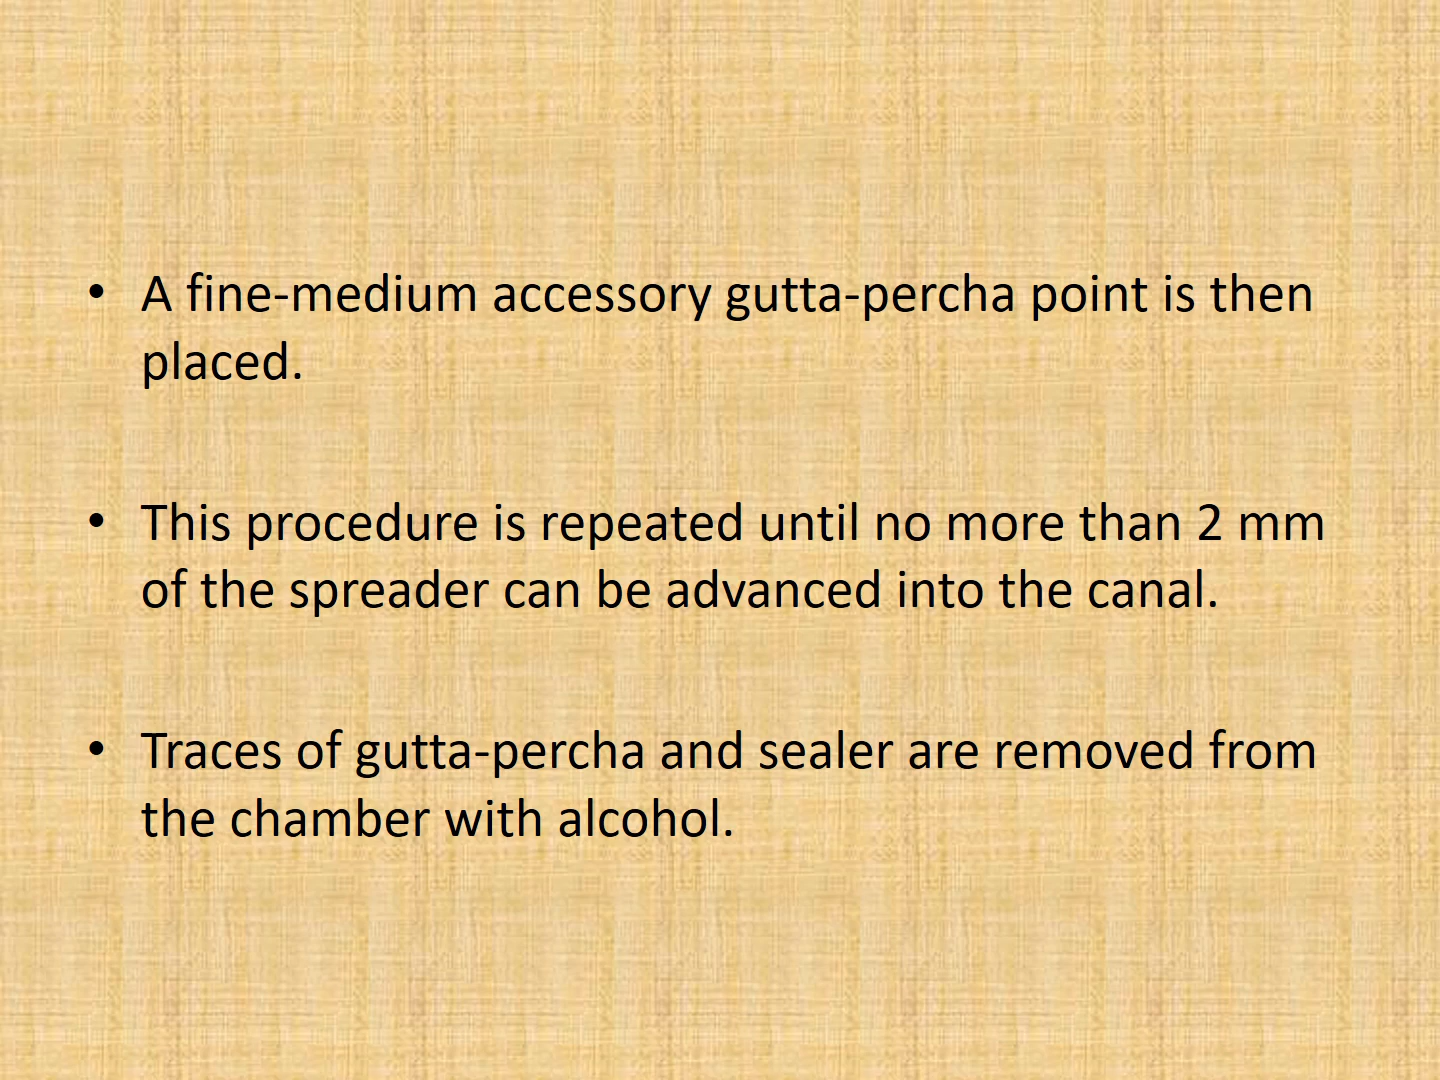 • A fine-medium accessory gutta-percha point is then
placed.
• This procedure is repeated until no more than 2 mm
of the spreader can be advanced into the canal.
• Traces of gutta-percha and sealer are removed from
the chamber with alcohol.